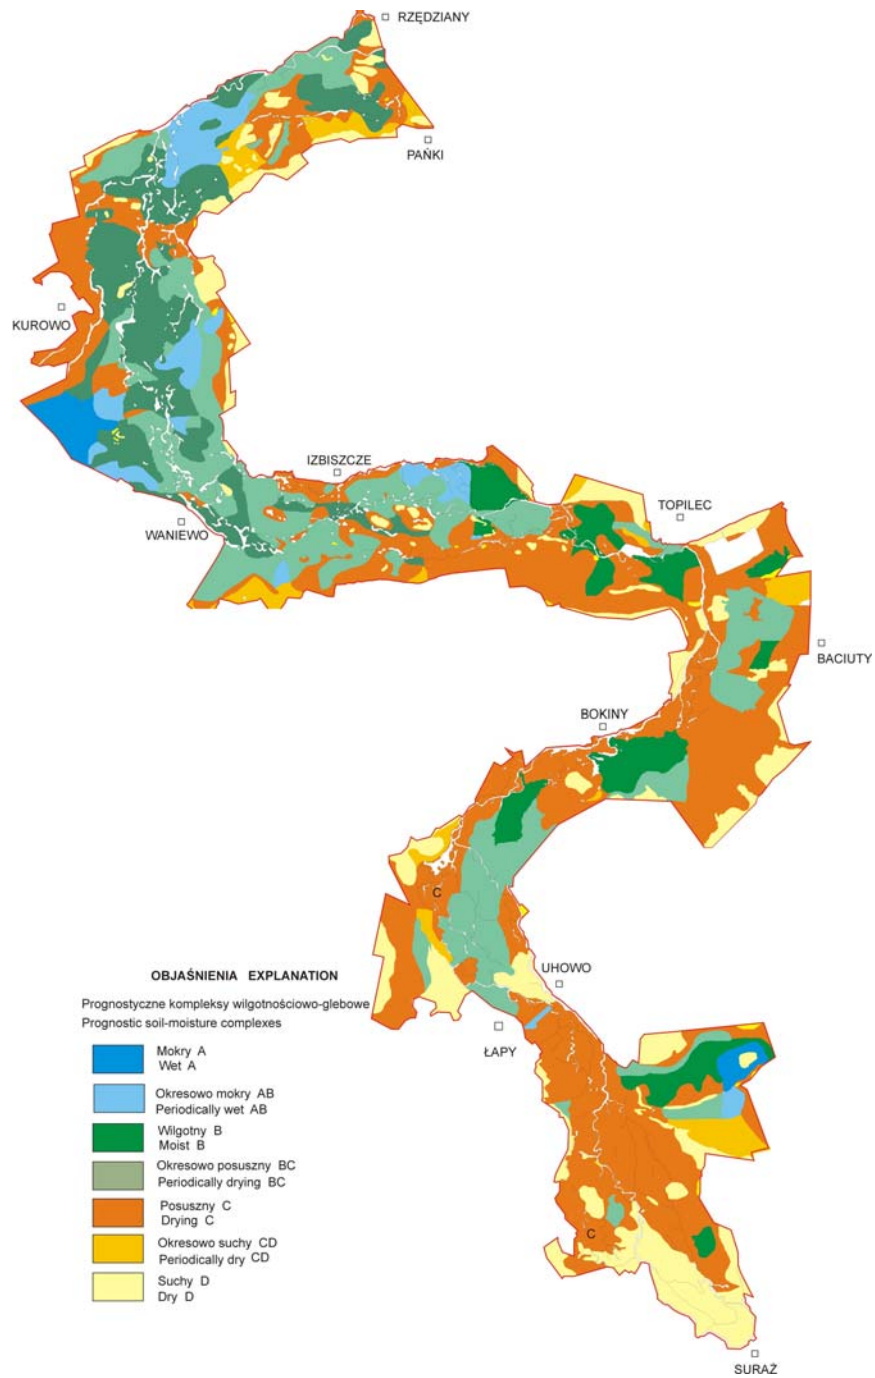 RZĘDZIANY
PAŃKI
KUROWO
IZBISZCZE
TOPILEC
WANIEWO
BACIUTY
BOKINY
C
UHOWO
ŁAPY
C
SURAŻ
OBJAŚNIENIA EXPLANATION
Prognostyczne kompleksy wilgotnościowo-glebowe
Prognostic soil-moisture complexes
Mokry A
Wet A
Okresowo mokry AB
Periodically wet AB
Wilgotny B
Moist B
Okresowo posuszny BC
Periodically drying BC
Posuszny C
Drying C
Okresowo suchy CD
Periodically dry CD
Suchy D
Dry D